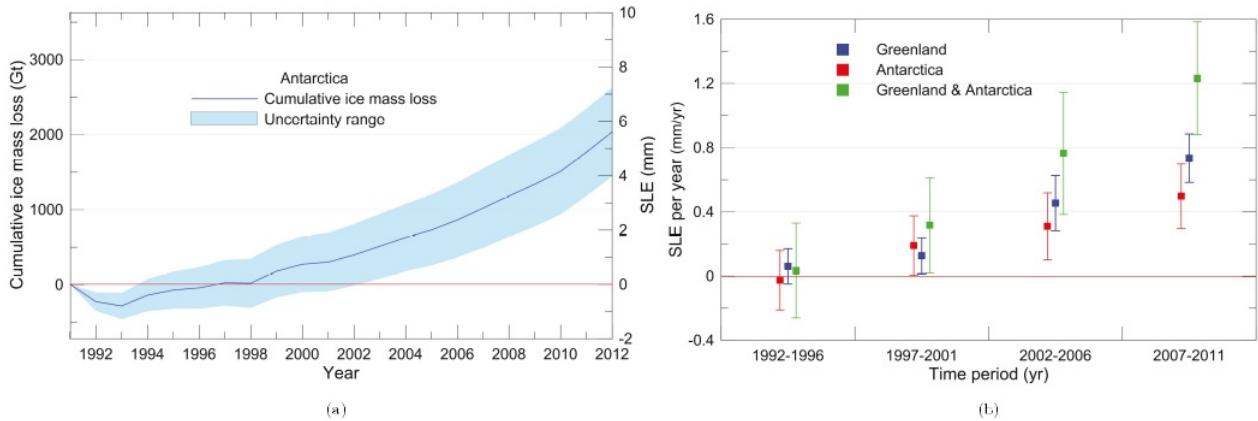 Cumulative ice mass loss (Gt)
3000
2000
1000
0
Antarctica
Cumulative ice mass loss
Uncertainty range
10
8
6
4
2
0
-2
SLE (mm)
1992 1994 1996 1998 2000 2002 2004 2006 2008 2010 2012
Year
(a)
SLE per year (mm/yr)
1.6
1.2
0.8
0.4
0
-0.4
Greenland
Antarctica
Greenland & Antarctica
1992-1996 1997-2001 2002-2006 2007-2011
Time period (yr)
(b)